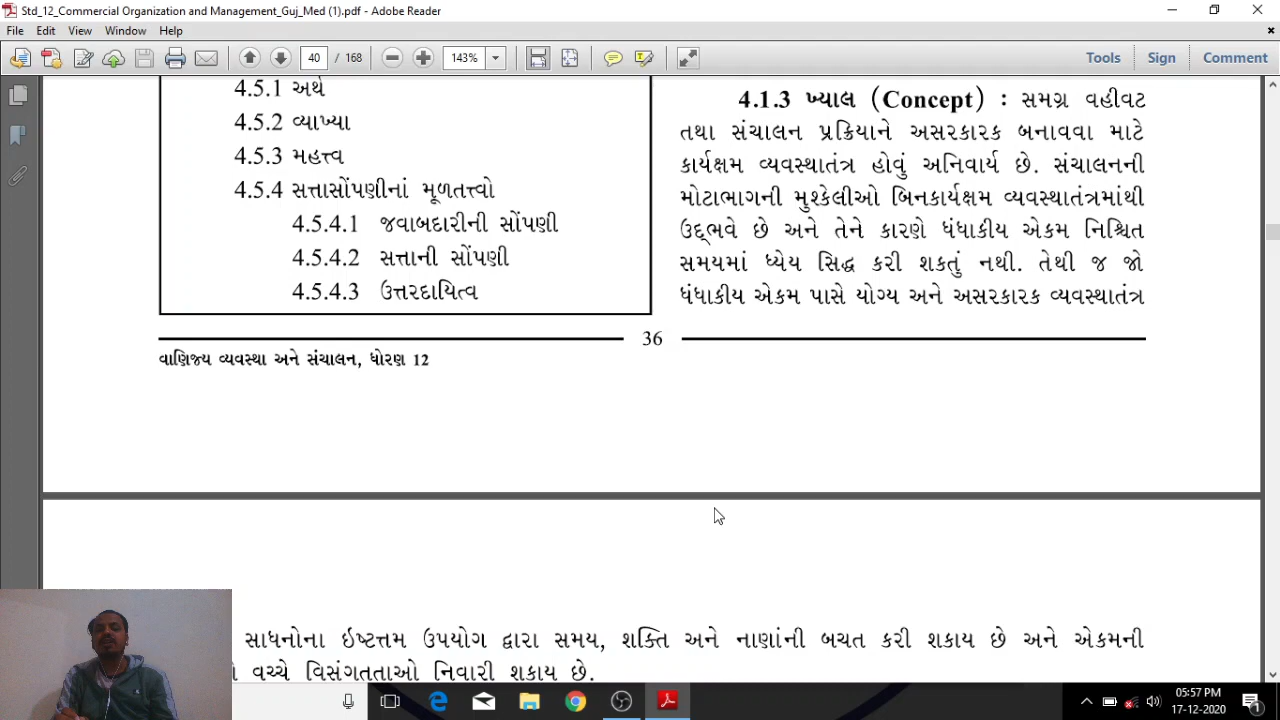 Std_12_Commercial Organization and Management_Guj_Med (1).pdf - Adobe Reader
File Edit View Window Help
40 / 168 143% Tools Sign Comment
4.5.1 અર્થ
4.5.2 વ્યાખ્યા
4.5.3 મહત્ત્વ
4.5.4 સત્તાસોંપણીનાં મૂળતત્ત્વો
4.5.4.1 જવાબદારીની સોંપણી
4.5.4.2 સત્તાની સોંપણી
4.5.4.3 ઉત્તરદાયિત્વ
4.1.3 ખ્યાલ (Concept) : સમગ્ર વહીવટ
તથા સંચાલન પ્રક્રિયાને અસરકારક બનાવવા માટે
કાર્યક્ષમ વ્યવસ્થાતંત્ર હોવું અનિવાર્ય છે. સંચાલનની
મોટાભાગની મુશ્કેલીઓ બિનકાર્યક્ષમ વ્યવસ્થાતંત્રમાંથી
ઉદ્ભવે છે અને તેને કારણે ધંધાકીય એકમ નિશ્ચિત
સમયમાં ધ્યેય સિદ્ધ કરી શકતું નથી. તેથી જ જો
ધંધાકીય એકમ પાસે યોગ્ય અને અસરકારક વ્યવસ્થાતંત્ર
36
વાણિજ્ય વ્યવસ્થા અને સંચાલન, ધોરણ 12
સાધનોના ઇષ્ટત્તમ ઉપયોગ દ્વારા સમય, શક્તિ અને નાણાંની બચત કરી શકાય છે અને એકમની
વચ્ચે વિસંગતતાઓ નિવારી શકાય છે.
05:57 PM
17-12-2020
1